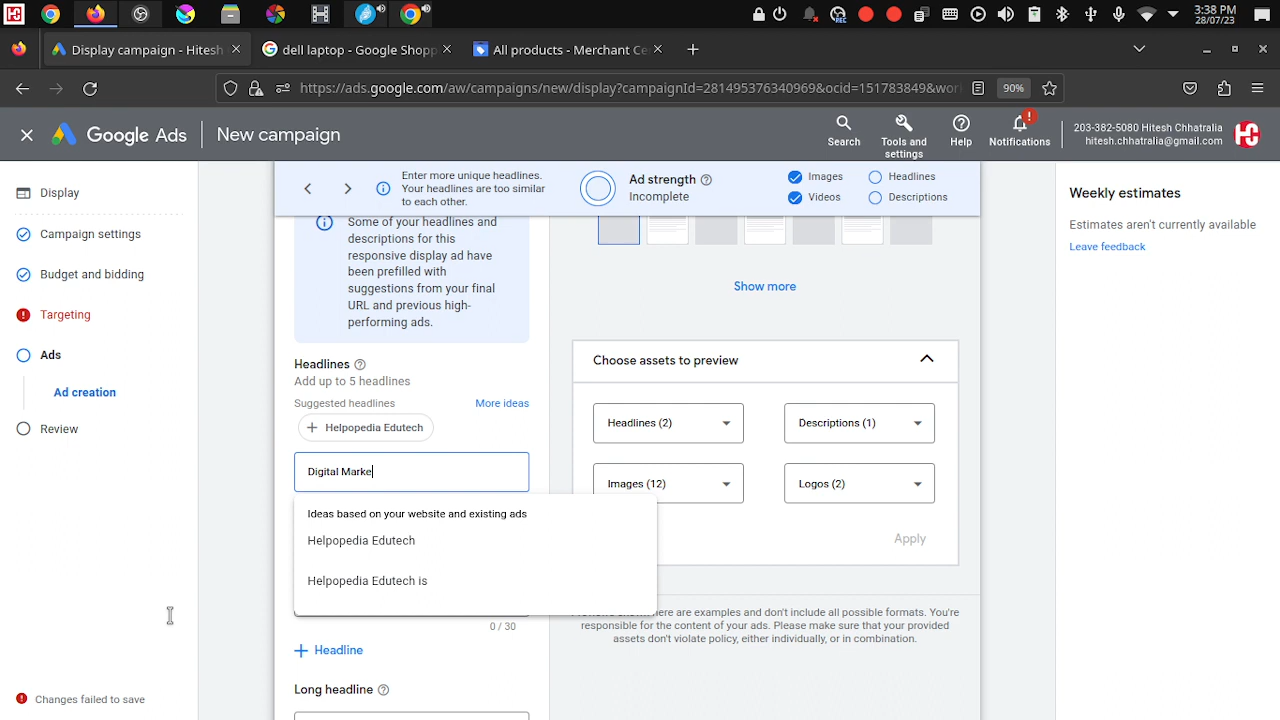 3:38 PM
28/07/23
REC
Display campaign - Hitesh
dell laptop - Google Shopp
All products - Merchant Ce
https://ads.google.com/aw/campaigns/new/display?campaignId=281495376340969&ocid=151783849&wor
90%
Google Ads
New campaign
Search
Tools and
settings
Help
Notifications
203-382-5080 Hitesh Chhatralia
hitesh.chhatralia@gmail.com
Display
Campaign settings
Budget and bidding
Targeting
Ads
Ad creation
Review
Changes failed to save
Enter more unique headlines.
Your headlines are too similar
to each other.
Ad strength
Incomplete
Images
Videos
Headlines
Descriptions
Some of your headlines and
descriptions for this
responsive display ad have
been prefilled with
suggestions from your final
URL and previous high-
performing ads.
Headlines
Add up to 5 headlines
Suggested headlines
More ideas
Helpopedia Edutech
Digital Marke
Ideas based on your website and existing ads
Helpopedia Edutech
Helpopedia Edutech is
0 / 30
Headline
Long headline
Show more
Choose assets to preview
Headlines (2)
Descriptions (1)
Images (12)
Logos (2)
Apply
here are examples and don't include all possible formats. You're
responsible for the content of your ads. Please make sure that your provided
assets don't violate policy, either individually, or in combination.
Weekly estimates
Estimates aren't currently available
Leave feedback